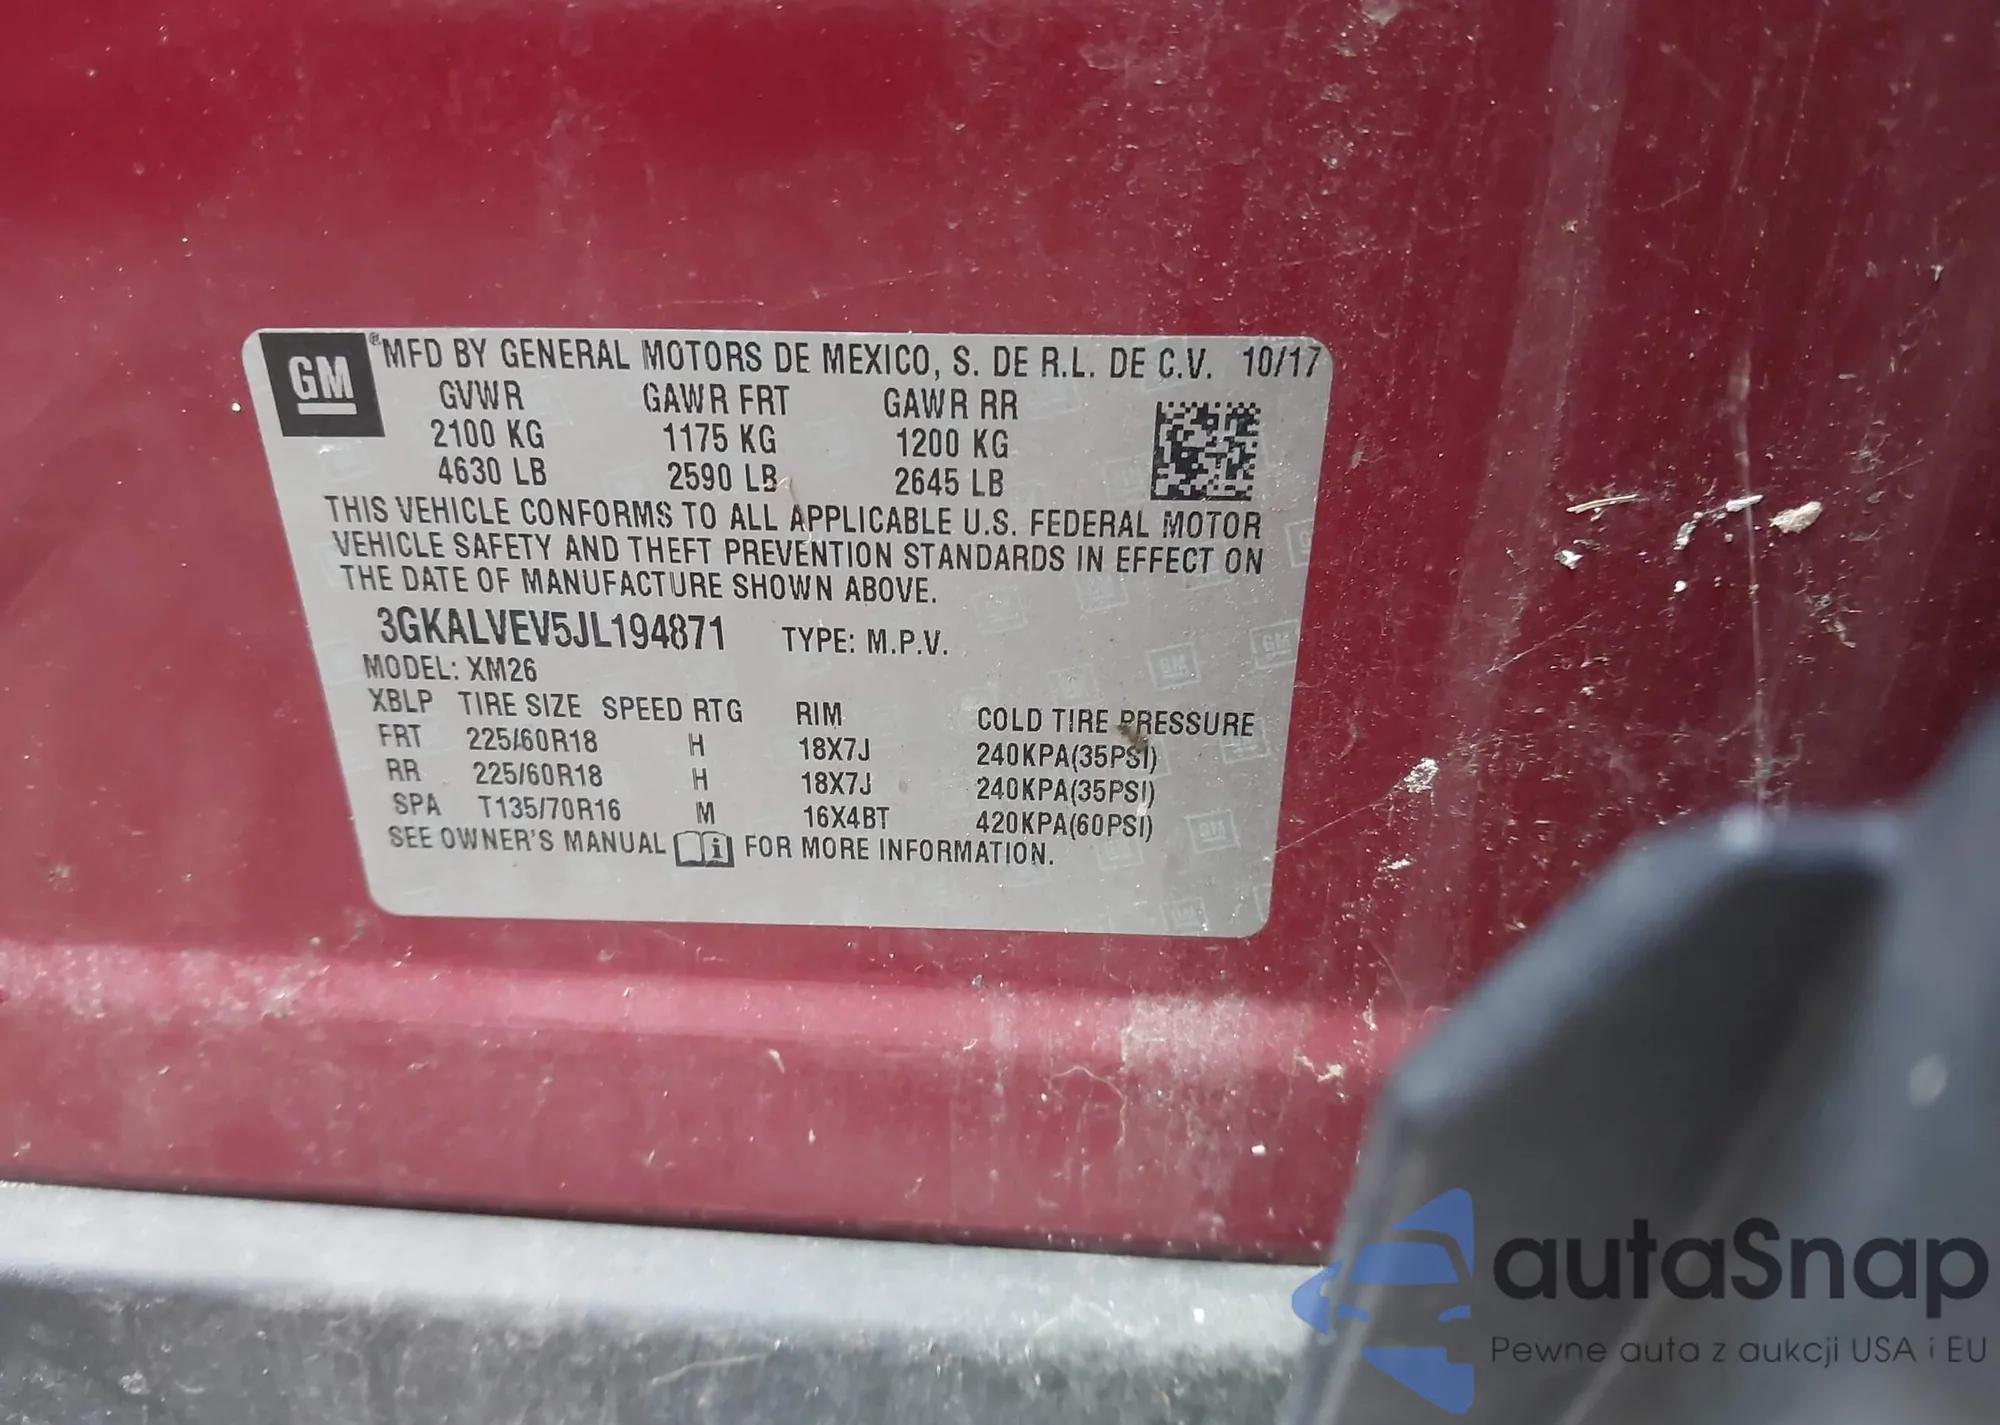 GM ® MFD BY GENERAL MOTORS DE MEXICO, S. DE R.L. DE C.V. 10/17
GVWR GAWR FRT GAWR RR
2100 KG 1175 KG 1200 KG
4630 LB 2590 LB 2645 LB
THIS VEHICLE CONFORMS TO ALL APPLICABLE U.S. FEDERAL MOTOR
VEHICLE SAFETY AND THEFT PREVENTION STANDARDS IN EFFECT ON
THE DATE OF MANUFACTURE SHOWN ABOVE.
3GKALVEV5JL194871 TYPE: M.P.V.
MODEL: XM26
XBLP TIRE SIZE SPEED RTG RIM COLD TIRE PRESSURE
FRT 225/60R18 H 18X7J 240KPA(35PSI)
RR 225/60R18 H 18X7J 240KPA(35PSI)
SPA T135/70R16 M 16X4BT 420KPA(60PSI)
SEE OWNER'S MANUAL FOR MORE INFORMATION.
autaSnap
Pewne auta z aukcji USA i EU